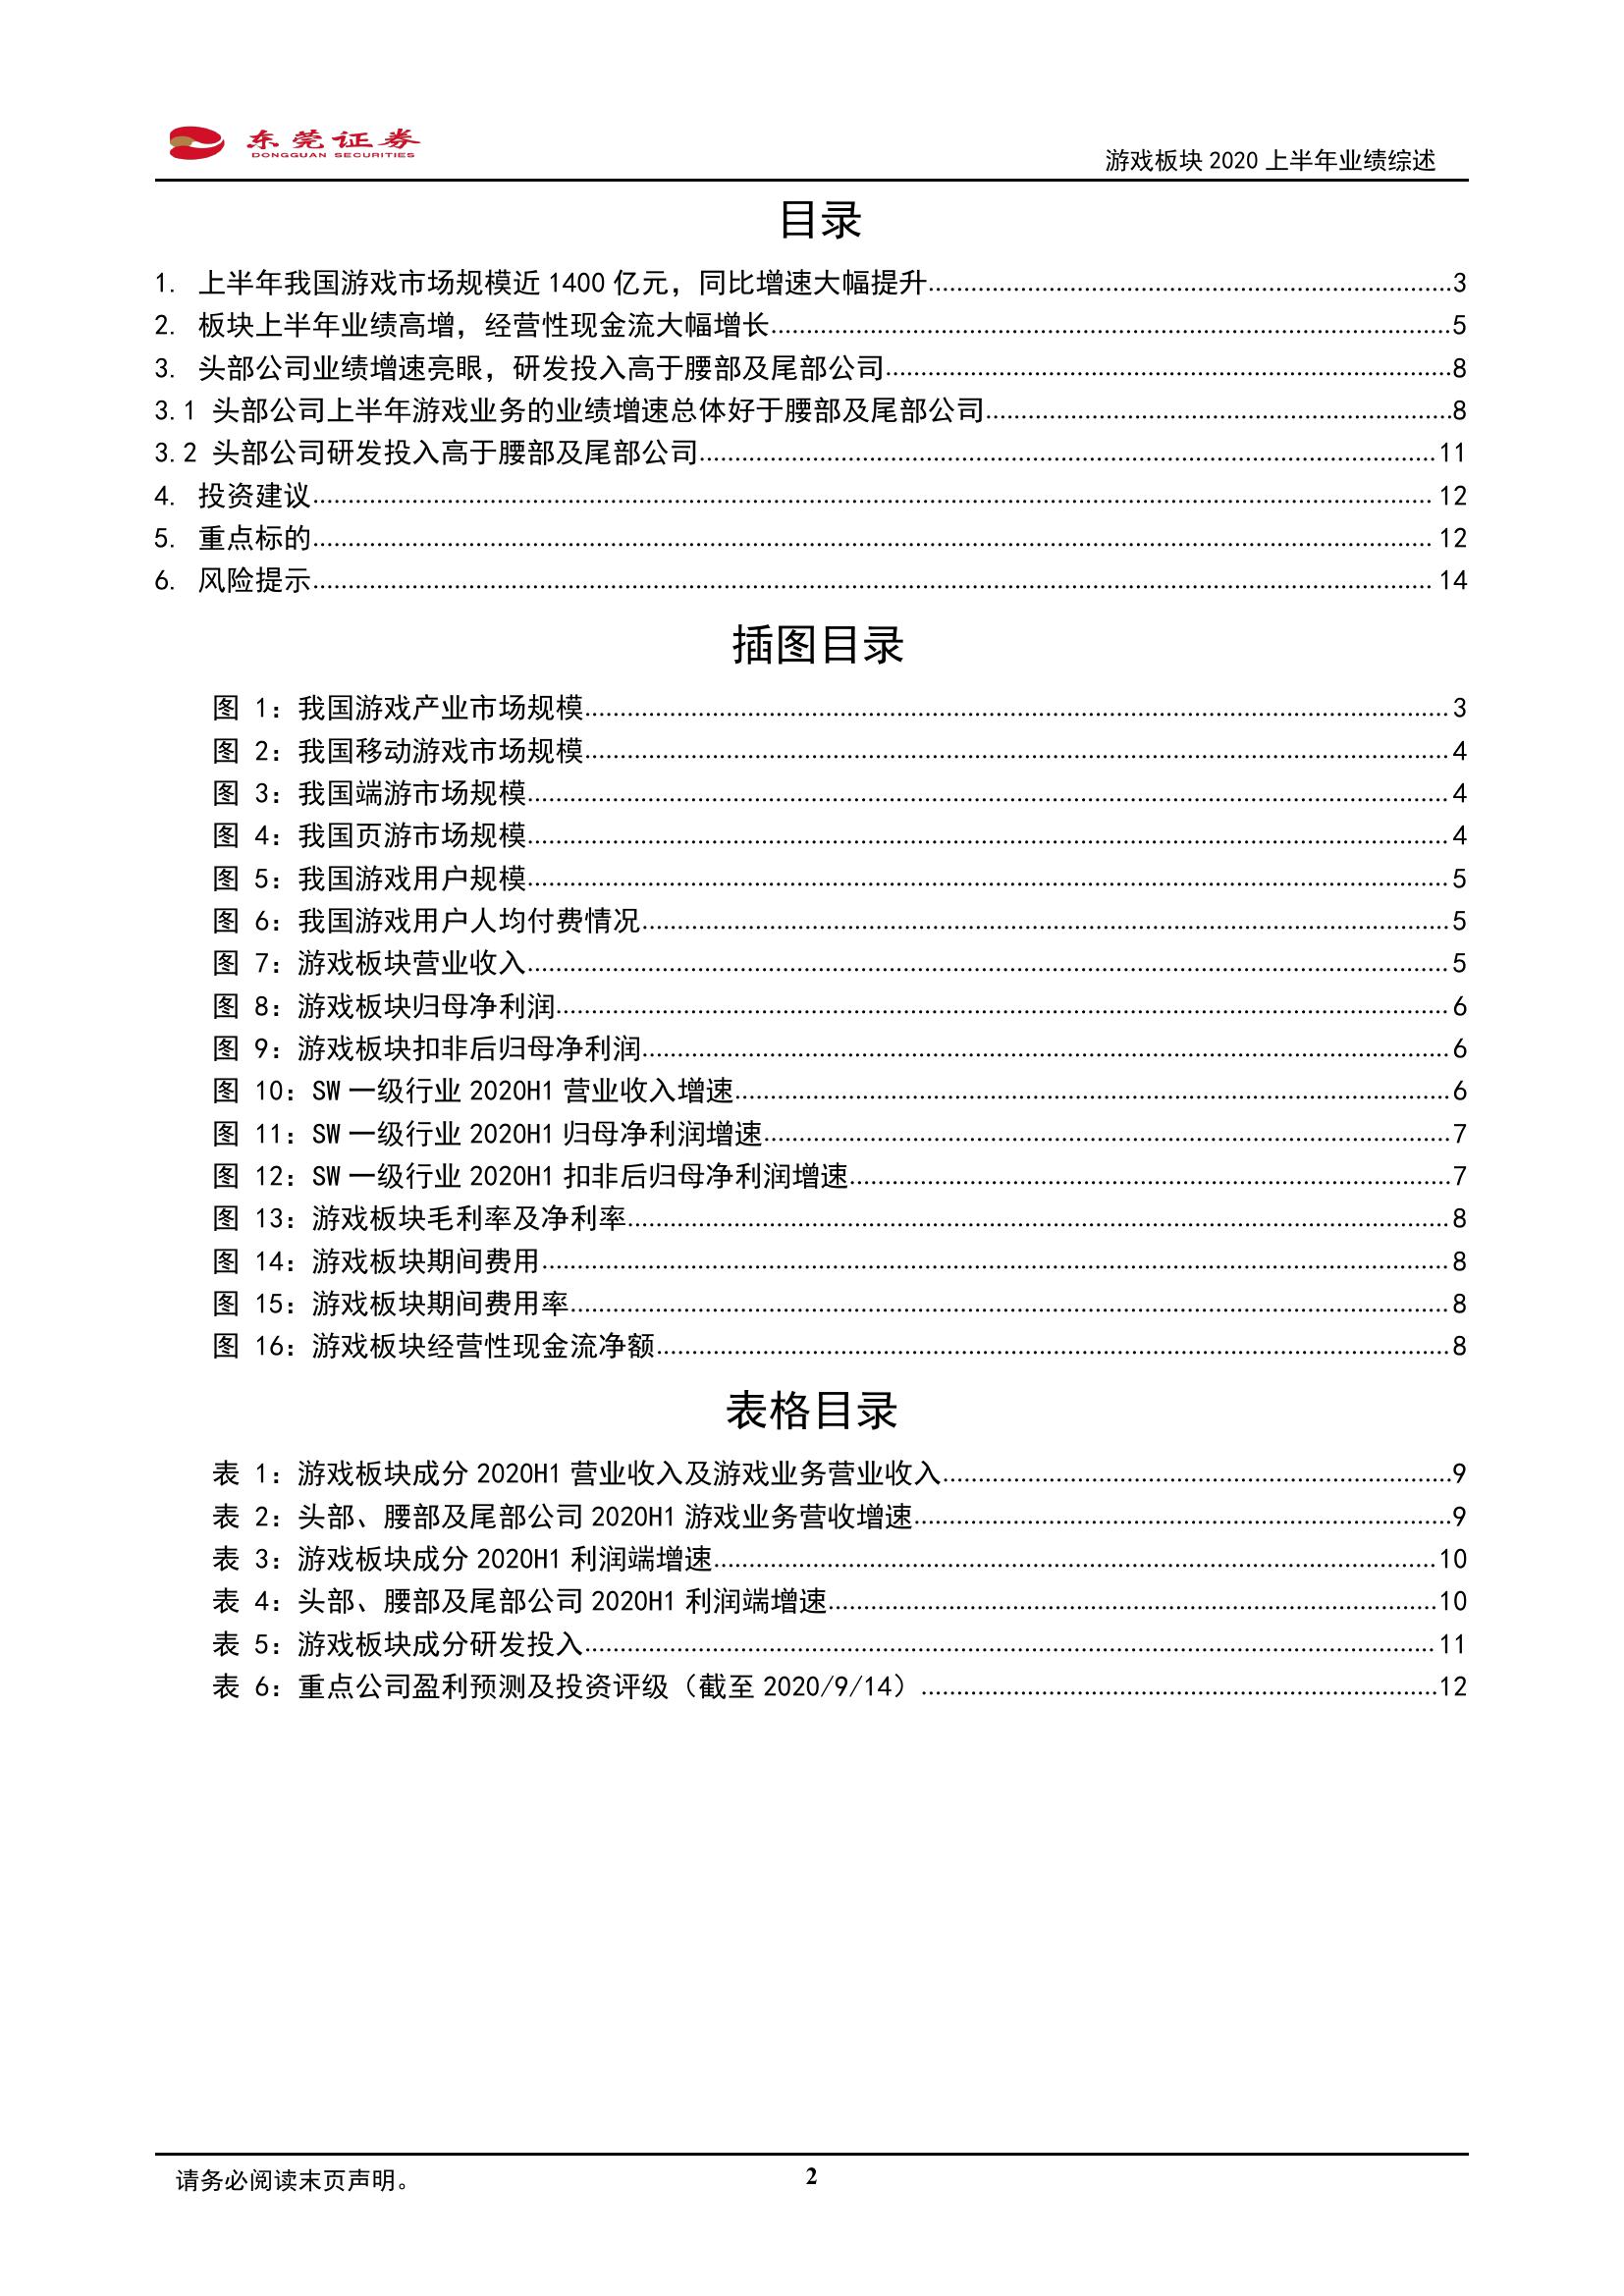 东莞证券
DONGGUAN SECURITIES
游戏板块 2020 上半年业绩综述
目录
1. 上半年我国游戏市场规模近 1400 亿元，同比增速大幅提升 3
2. 板块上半年业绩高增，经营性现金流大幅增长 5
3. 头部公司业绩增速亮眼，研发投入高于腰部及尾部公司 8
3.1 头部公司上半年游戏业务的业绩增速总体好于腰部及尾部公司 8
3.2 头部公司研发投入高于腰部及尾部公司 11
4. 投资建议 12
5. 重点标的 12
6. 风险提示 14
插图目录
图 1：我国游戏产业市场规模 3
图 2：我国移动游戏市场规模 4
图 3：我国端游市场规模 4
图 4：我国页游市场规模 4
图 5：我国游戏用户规模 5
图 6：我国游戏用户人均付费情况 5
图 7：游戏板块营业收入 5
图 8：游戏板块归母净利润 6
图 9：游戏板块扣非后归母净利润 6
图 10：SW 一级行业 2020H1 营业收入增速 6
图 11：SW 一级行业 2020H1 归母净利润增速 7
图 12：SW 一级行业 2020H1 扣非后归母净利润增速 7
图 13：游戏板块毛利率及净利率 8
图 14：游戏板块期间费用 8
图 15：游戏板块期间费用率 8
图 16：游戏板块经营性现金流净额 8
表格目录
表 1：游戏板块成分 2020H1 营业收入及游戏业务营业收入 9
表 2：头部、腰部及尾部公司 2020H1 游戏业务营收增速 9
表 3：游戏板块成分 2020H1 利润端增速 10
表 4：头部、腰部及尾部公司 2020H1 利润端增速 10
表 5：游戏板块成分研发投入 11
表 6：重点公司盈利预测及投资评级（截至 2020/9/14） 12
请务必阅读末页声明。
2